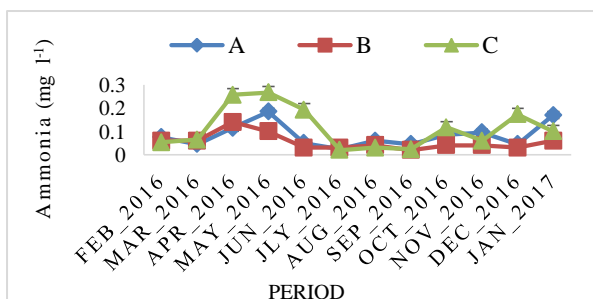 A B C
Ammonia (mg l-1)
0.3
0.2
0.1
0
FEB_2016
MAR_2016
APR_2016
MAY_2016
JUN_2016
JLY_2016
AUG_2016
SEP_2016
OCT_2016
NOV_2016
DEC_2016
JAN_2017
PERIOD